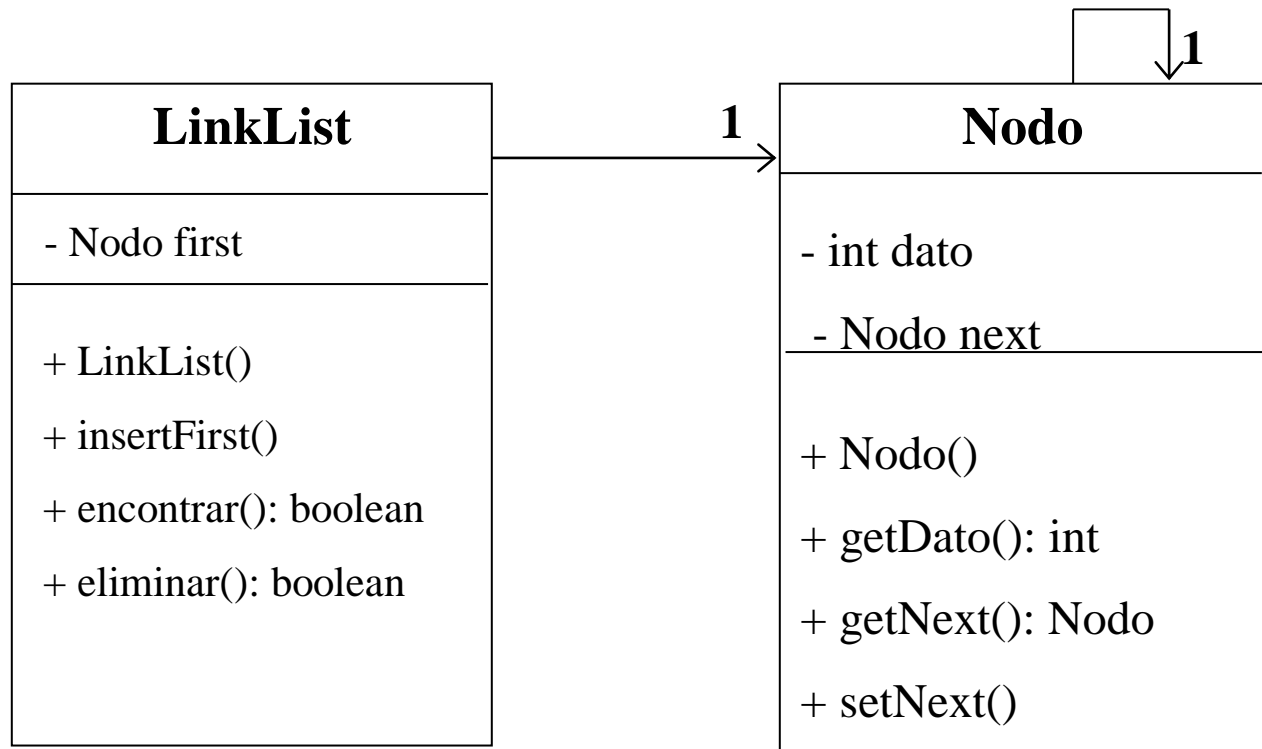 1
LinkList
1
Nodo
- Nodo first
- int dato
- Nodo next
+ LinkList()
+ insertFirst()
+ encontrar(): boolean
+ eliminar(): boolean
+ Nodo()
+ getDato(): int
+ getNext(): Nodo
+ setNext()